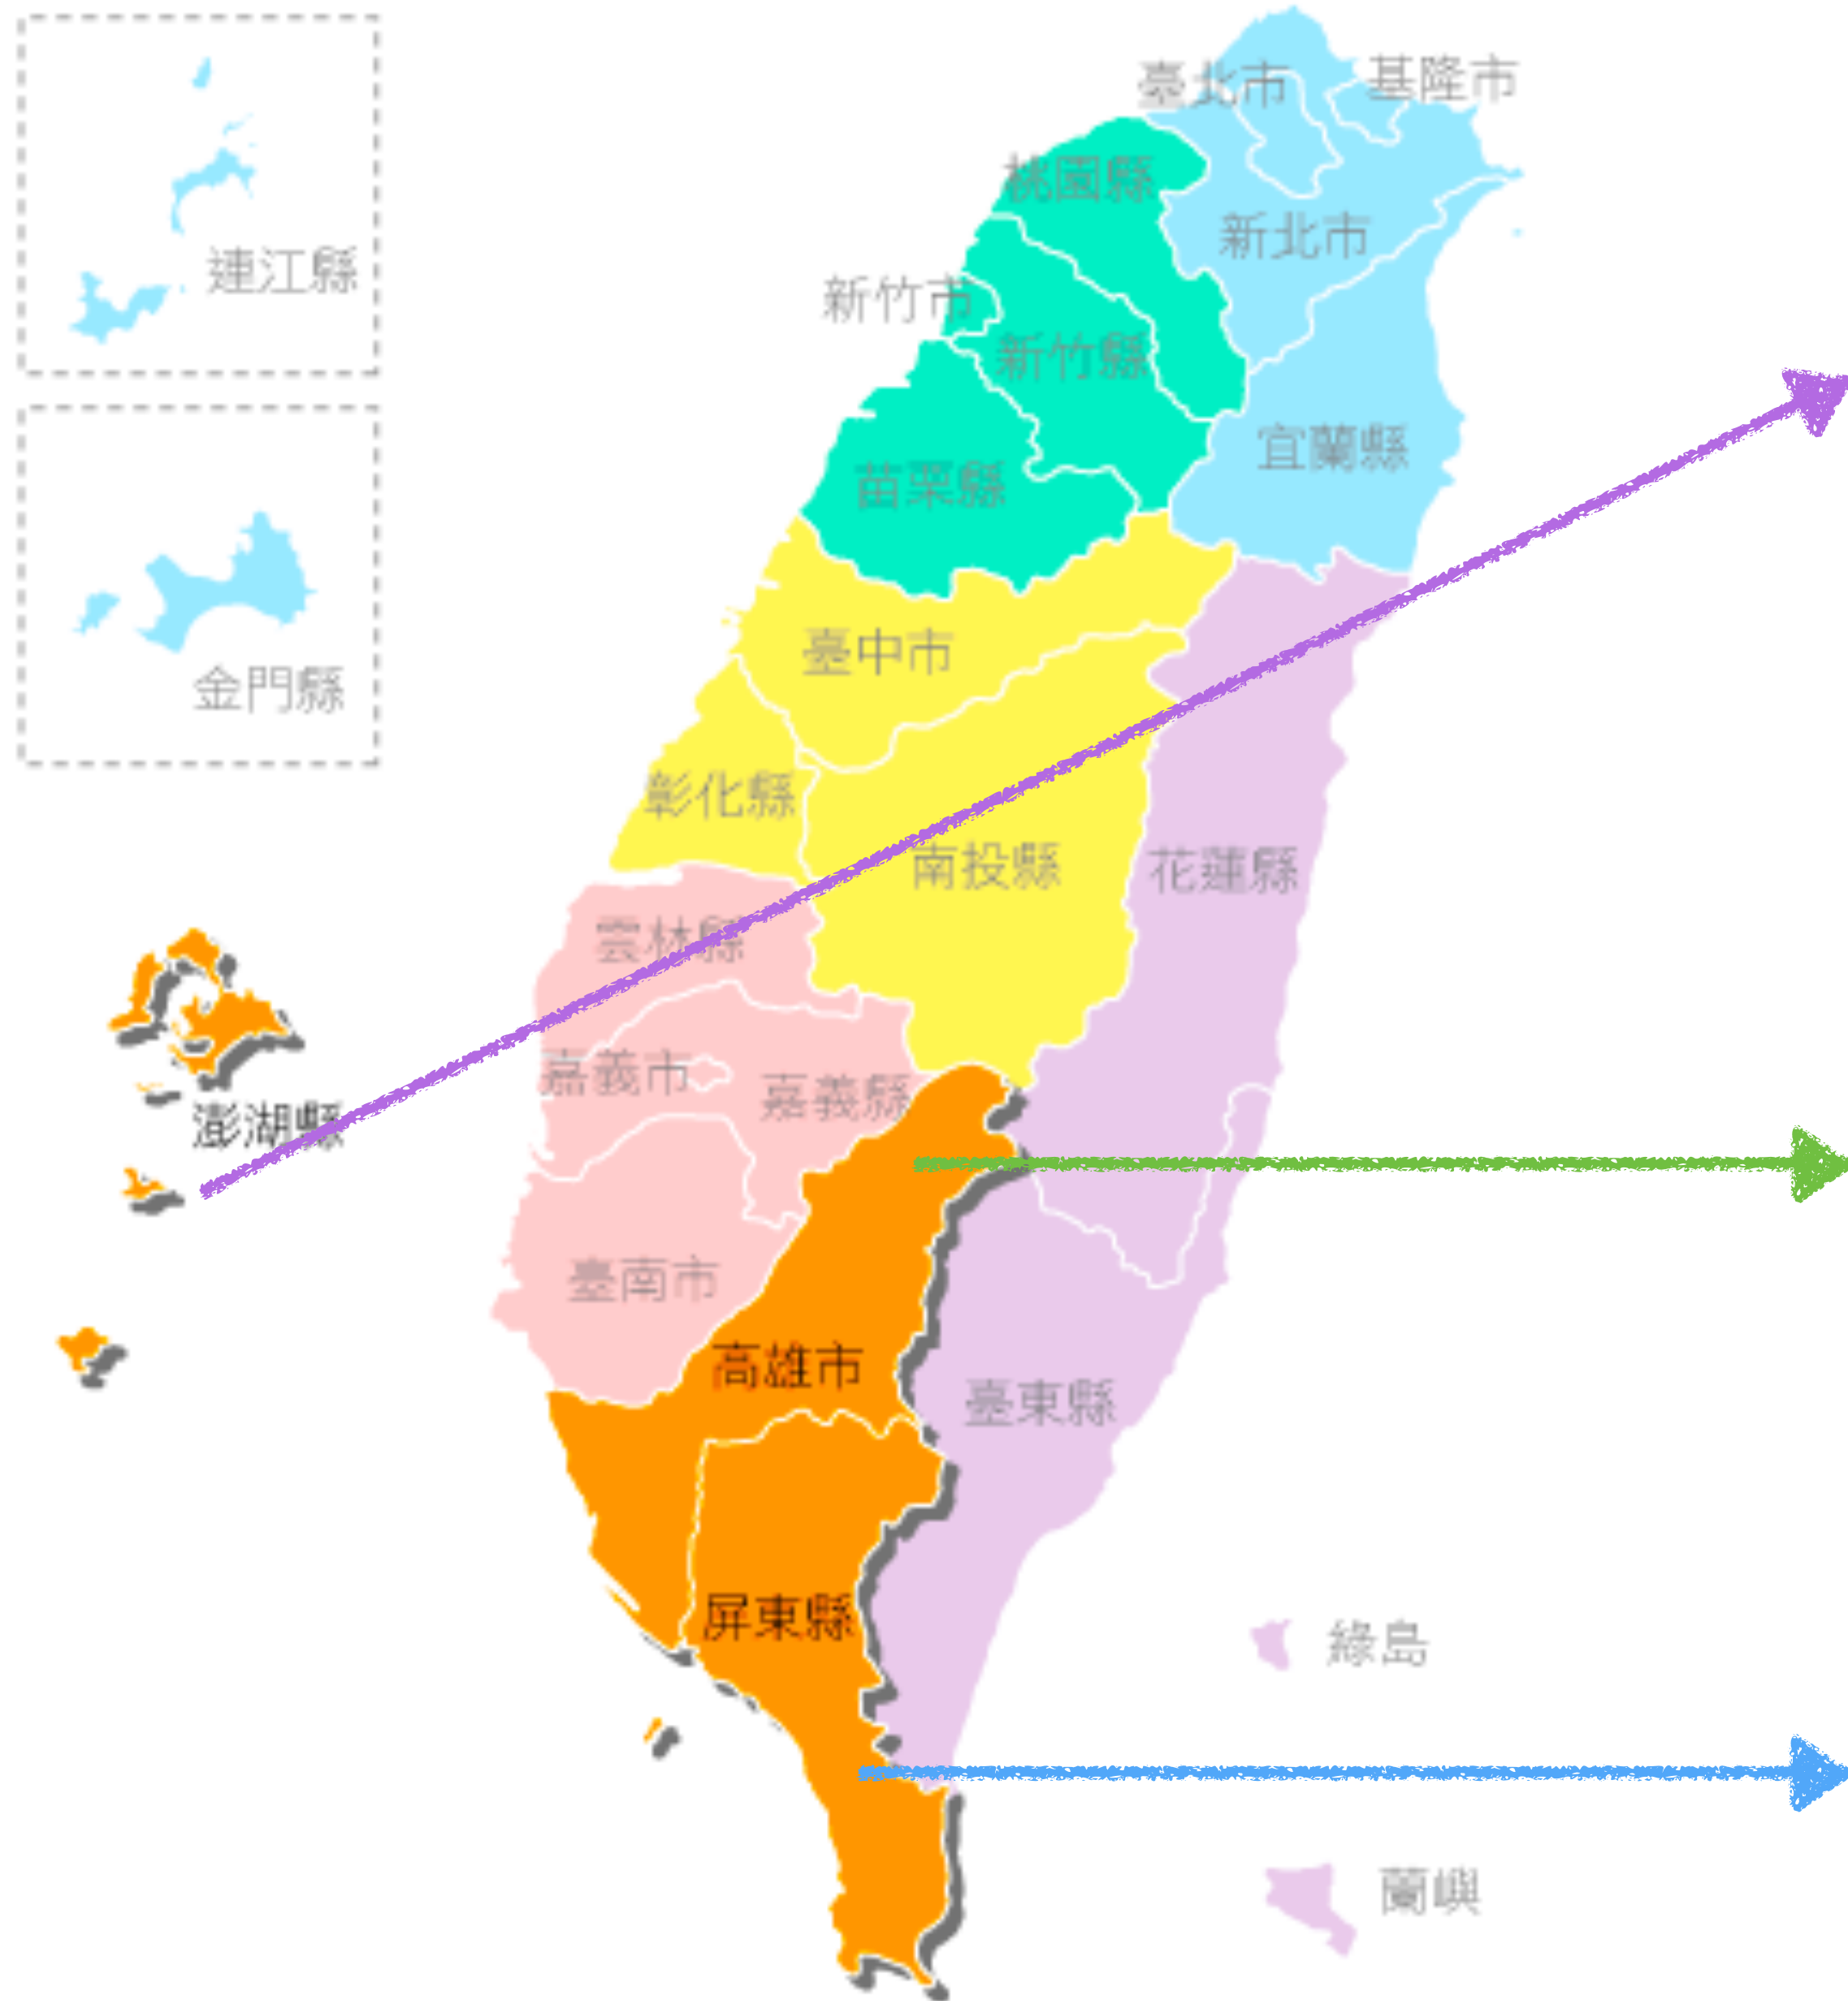 臺北市
基隆市
桃園縣
新北市
連江縣
新竹市
新竹縣
宜蘭縣
苗栗縣
臺中市
金門縣
彰化縣
南投縣
花蓮縣
雲林縣
嘉義市
嘉義縣
澎湖縣
臺南市
高雄市
臺東縣
屏東縣
綠島
蘭嶼